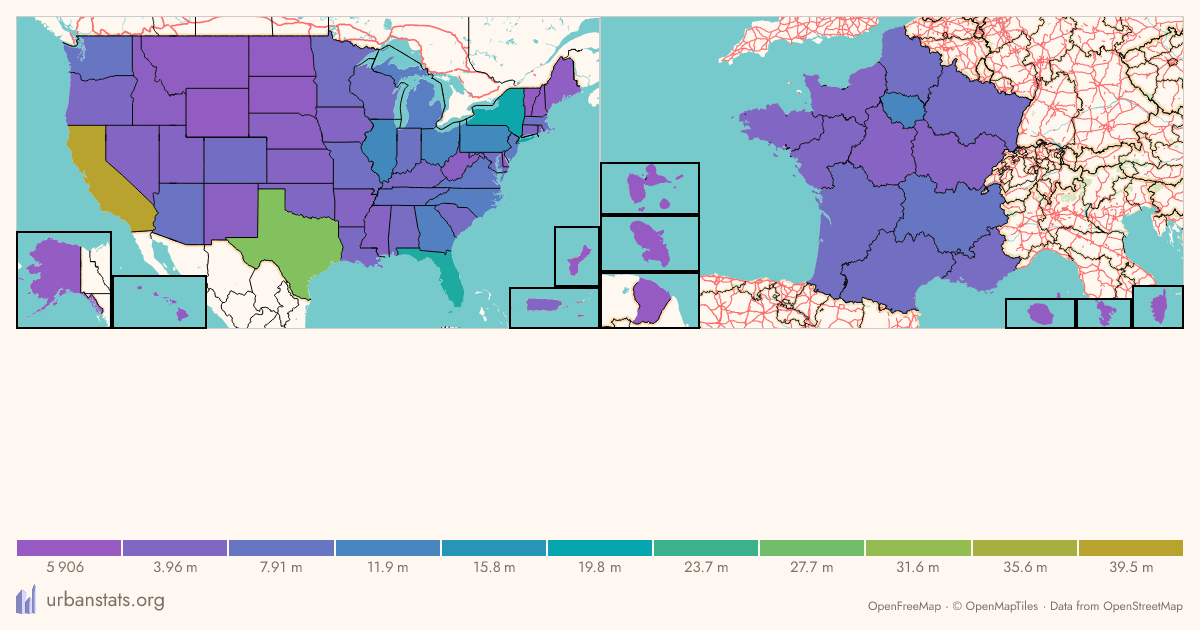 5 906 3.96 m 7.91 m 11.9 m 15.8 m 19.8 m 23.7 m 27.7 m 31.6 m 35.6 m 39.5 m
urbanstats.org
OpenFreeMap · © OpenMapTiles · Data from OpenStreetMap